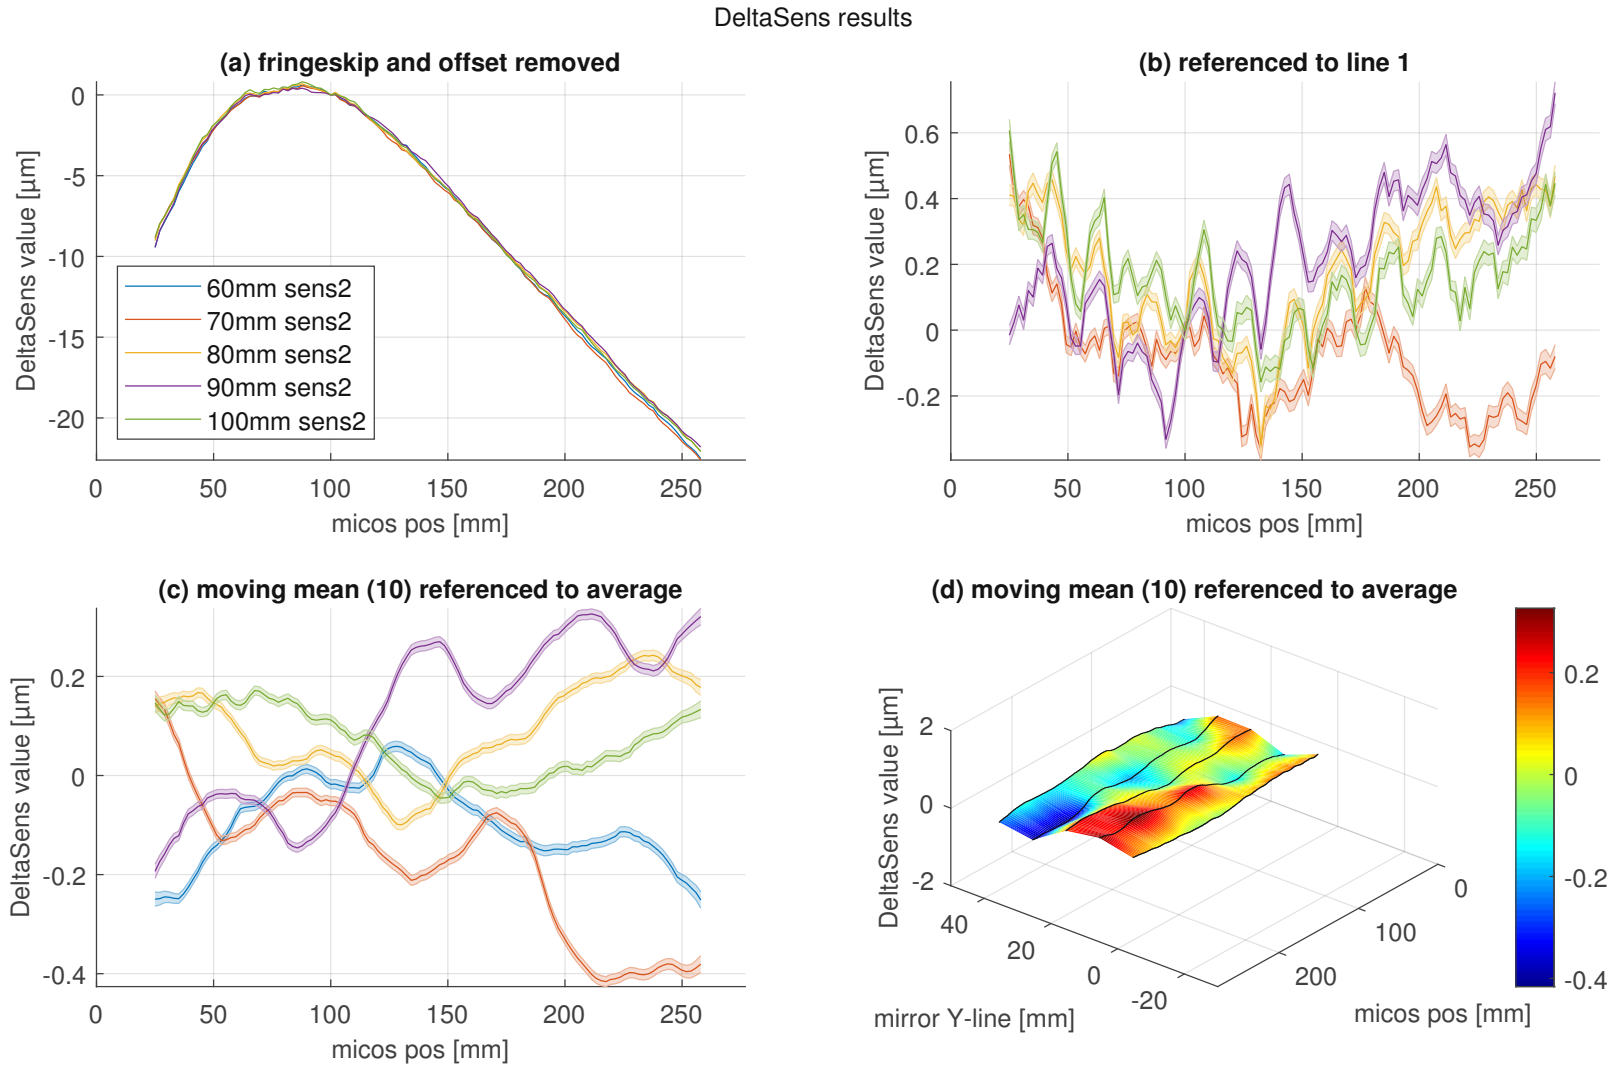 DeltaSens results
(a) fringeskip and offset removed
DeltaSens value [µm]
0
-5
-10
-15
-20
60mm sens2
70mm sens2
80mm sens2
90mm sens2
100mm sens2
0 50 100 150 200 250
micos pos [mm]
(b) referenced to line 1
DeltaSens value [µm]
0.6
0.4
0.2
0
-0.2
0 50 100 150 200 250
micos pos [mm]
(c) moving mean (10) referenced to average
DeltaSens value [µm]
0.2
0
-0.2
-0.4
0 50 100 150 200 250
micos pos [mm]
(d) moving mean (10) referenced to average
DeltaSens value [µm]
2
0
-2
40
20
0
-20
mirror Y-line [mm]
200
100
0
micos pos [mm]
0.2
0
-0.2
-0.4